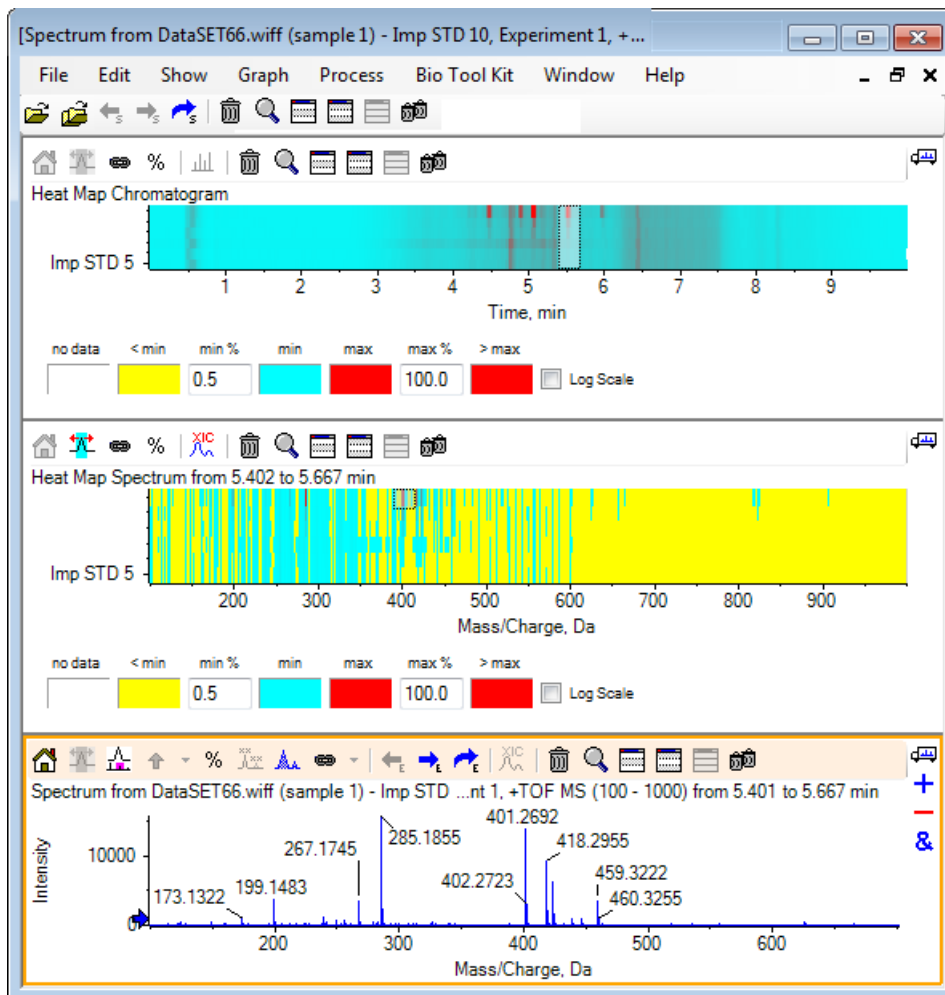 [Spectrum from DataSET66.wiff (sample 1) - Imp STD 10, Experiment 1, +...
File Edit Show Graph Process Bio Tool Kit Window Help
S S S
%
Heat Map Chromatogram
Imp STD 5
1 2 3 4 5 6 7 8 9
Time, min
no data < min min % min max max % > max
0.5 100.0 Log Scale
% XIC
Heat Map Spectrum from 5.402 to 5.667 min
Imp STD 5
200 300 400 500 600 700 800 900
Mass/Charge, Da
no data < min min % min max max % > max
0.5 100.0 Log Scale
% E E E XIC
Spectrum from DataSET66.wiff (sample 1) - Imp STD ...nt 1, +TOF MS (100 - 1000) from 5.401 to 5.667 min
&
Intensity
10000
0
173.1322
199.1483
267.1745
285.1855
401.2692
402.2723
418.2955
459.3222
460.3255
200 300 400 500 600
Mass/Charge, Da